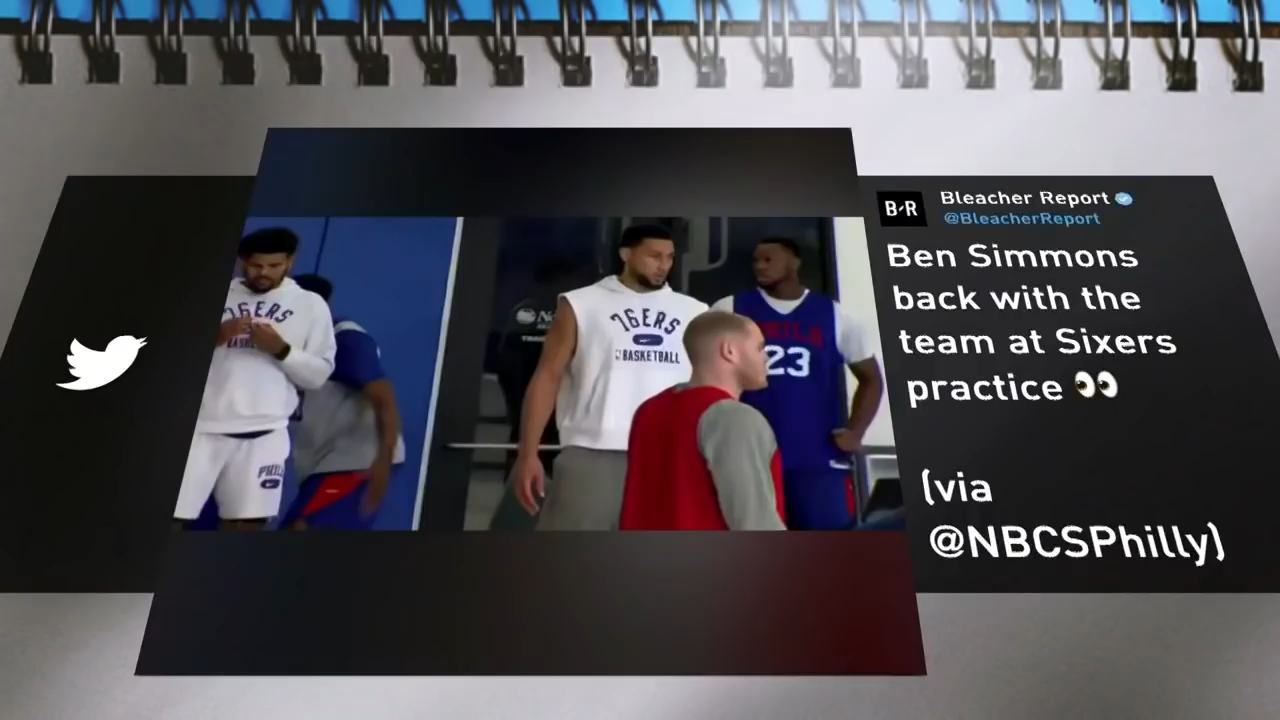 Bleacher Report
@BleacherReport
B/R
Ben Simmons
back with the
team at Sixers
practice 👀
(via
@NBCSPhilly)
76ERS
BASKETBALL
76ERS
PHILA
23